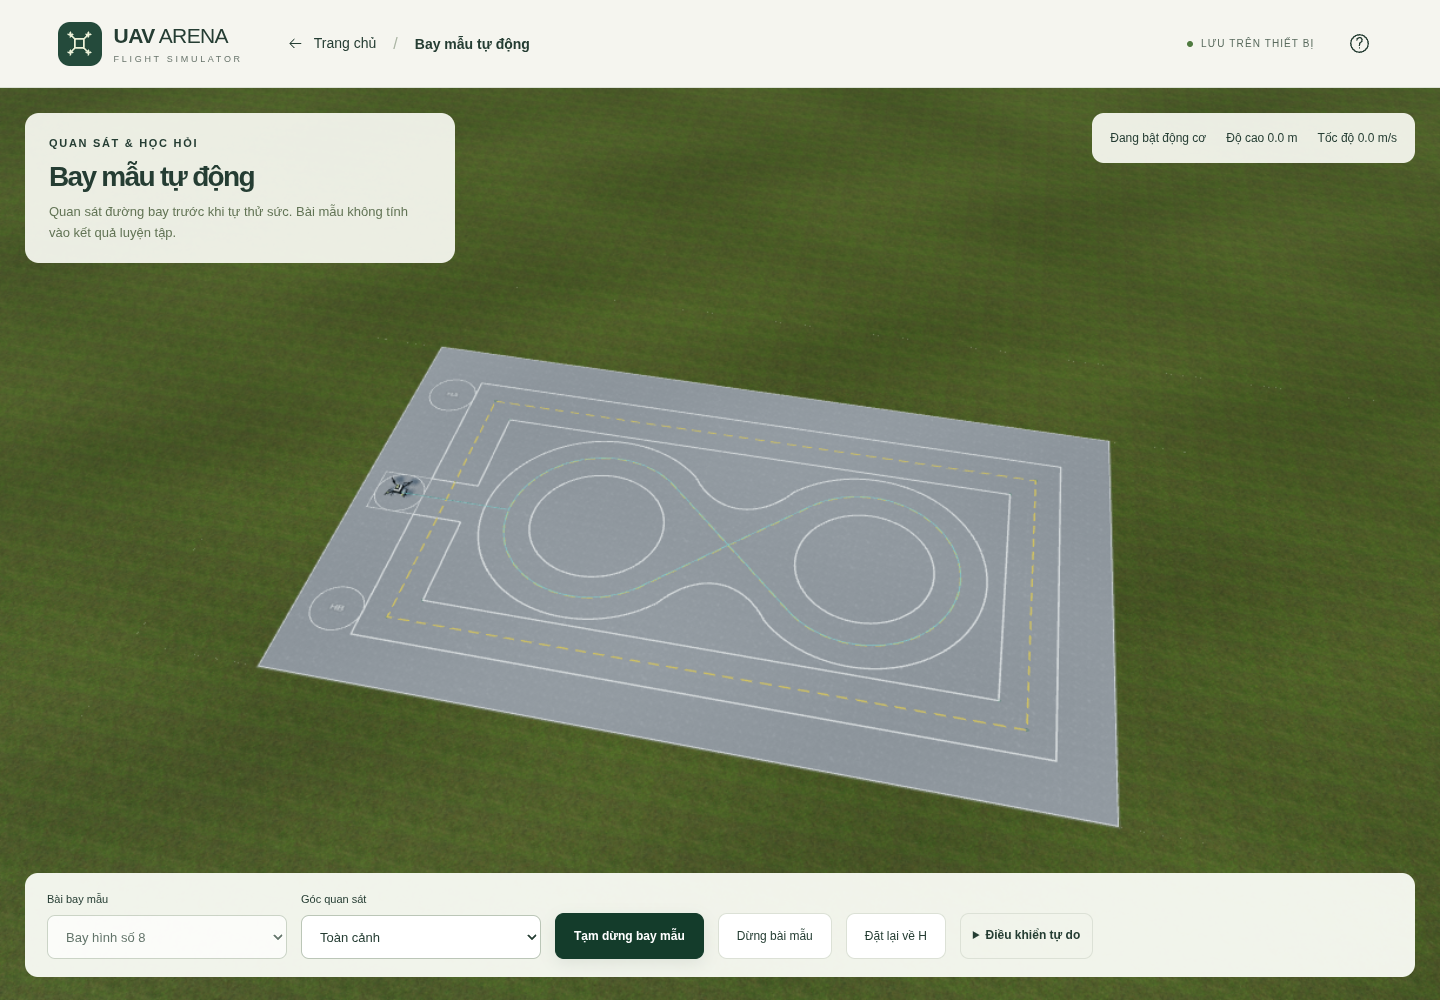 UAV ARENA
FLIGHT SIMULATOR
← Trang chủ / Bay mẫu tự động
LƯU TRÊN THIẾT BỊ
QUAN SÁT & HỌC HỎI
Bay mẫu tự động
Quan sát đường bay trước khi tự thử sức. Bài mẫu không tính
vào kết quả luyện tập.
Đang bật động cơ Độ cao 0.0 m Tốc độ 0.0 m/s
Bài bay mẫu
Bay hình số 8
Góc quan sát
Toàn cảnh
Tạm dừng bay mẫu
Dừng bài mẫu
Đặt lại về H
Điều khiển tự do